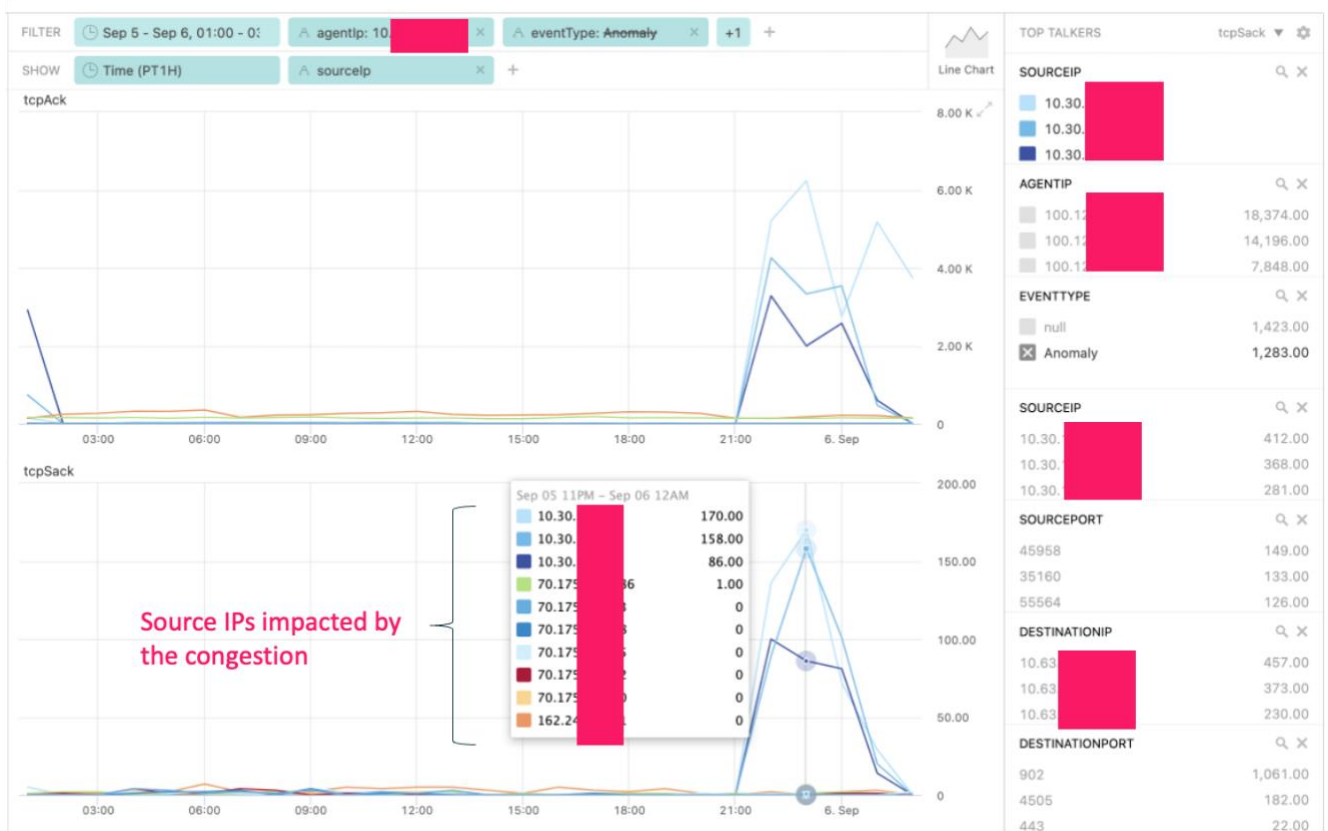 FILTER Sep 5 - Sep 6, 01:00 - 03: agentIp: 10. eventType: Anomaly +1 +
SHOW Time (PT1H) sourceIp +
Line Chart
tcpAck
8.00 K
6.00 K
4.00 K
2.00 K
0
03:00 06:00 09:00 12:00 15:00 18:00 21:00 6. Sep
tcpSack
200.00
150.00
100.00
50.00
0
Sep 05 11PM – Sep 06 12AM
10.30. 170.00
10.30. 158.00
10.30. 86.00
70.175 36 1.00
70.175 0
70.175 0
70.175 0
70.175 0
70.175 0
162.24 0
Source IPs impacted by
the congestion
03:00 06:00 09:00 12:00 15:00 18:00 21:00 6. Sep
TOP TALKERS tcpSack
SOURCEIP
10.30.
10.30.
10.30.
AGENTIP
100.12 18,374.00
100.12 14,196.00
100.12 7,848.00
EVENTTYPE
null 1,423.00
Anomaly 1,283.00
SOURCEIP
10.30. 412.00
10.30. 368.00
10.30. 281.00
SOURCEPORT
45958 149.00
35160 133.00
55564 126.00
DESTINATIONIP
10.63 457.00
10.63 373.00
10.63 230.00
DESTINATIONPORT
902 1,061.00
4505 182.00
443 22.00